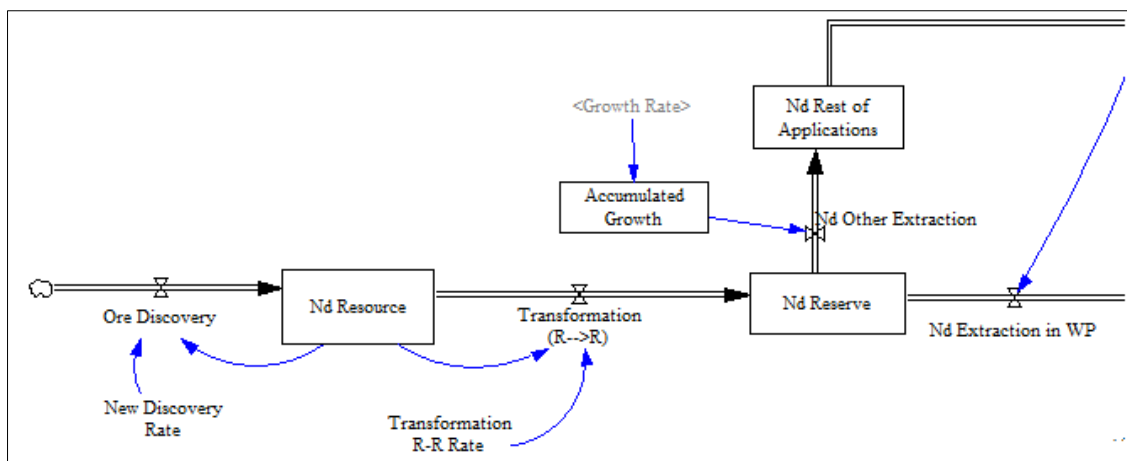 Nd Rest of
Applications
<Growth Rate>
Accumulated
Growth
Nd Other Extraction
Nd Resource
Nd Reserve
Ore Discovery
Transformation
(R-->R)
Nd Extraction in WP
New Discovery
Rate
Transformation
R-R Rate